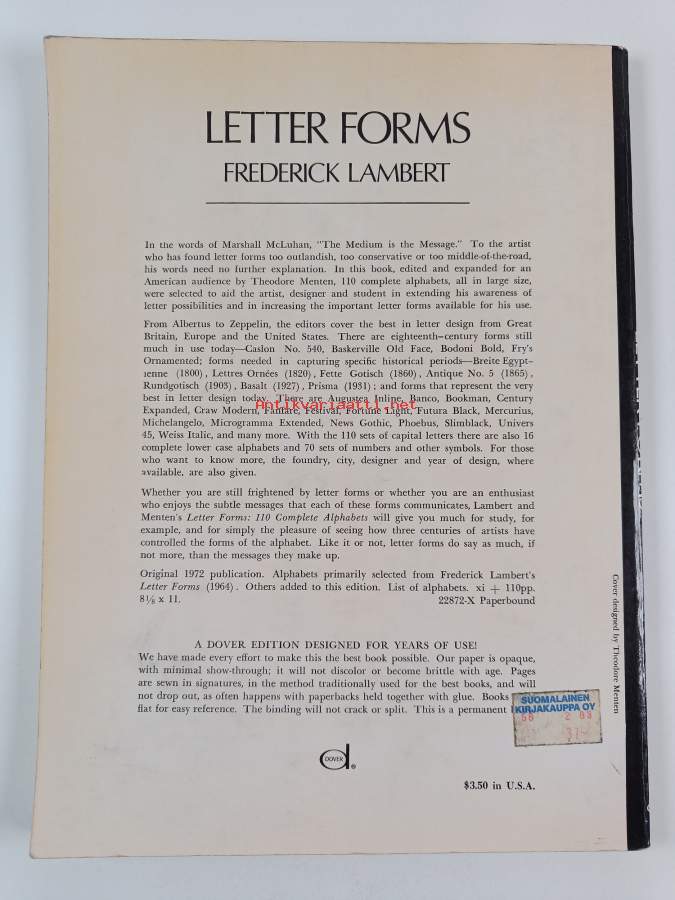 LETTER FORMS
FREDERICK LAMBERT
In the words of Marshall McLuhan, "The Medium is the Message." To the artist
who has found letter forms too outlandish, too conservative or too middle-of-the-road,
his words need no further explanation. In this book, edited and expanded for an
American audience by Theodore Menten, 110 complete alphabets, all in large size,
were selected to aid the artist, designer and student in extending his awareness of
letter possibilities and in increasing the important letter forms available for his use.
From Albertus to Zeppelin, the editors cover the best in letter design from Great
Britain, Europe and the United States. There are eighteenth-century forms still
much in use today—Caslon No. 540, Baskerville Old Face, Bodoni Bold, Fry's
Ornamented; forms needed in capturing specific historical periods—Breite Egypt-
ienne (1800), Lettres Ornées (1820), Fette Gotisch (1860), Antique No. 5 (1865),
Rundgotisch (1903), Basalt (1927), Prisma (1931); and forms that represent the very
best in letter design today. There are Augustea Inline, Banco, Bookman, Century
Antikvariaatti.net
Expanded, Craw Modern, Fanfare, Festival, Fortune Light, Futura Black, Mercurius,
Michelangelo, Microgramma Extended, News Gothic, Phoebus, Slimblack, Univers
45, Weiss Italic, and many more. With the 110 sets of capital letters there are also 16
complete lower case alphabets and 70 sets of numbers and other symbols. For those
who want to know more, the foundry, city, designer and year of design, where
available, are also given.
Whether you are still frightened by letter forms or whether you are an enthusiast
who enjoys the subtle messages that each of these forms communicates, Lambert and
Menten's Letter Forms: 110 Complete Alphabets will give you much for study, for
example, and for simply the pleasure of seeing how three centuries of artists have
controlled the forms of the alphabet. Like it or not, letter forms do say as much, if
not more, than the messages they make up.
Original 1972 publication. Alphabets primarily selected from Frederick Lambert's
Letter Forms (1964). Others added to this edition. List of alphabets. xi + 110pp.
8⅛ x 11. 22872-X Paperbound
A DOVER EDITION DESIGNED FOR YEARS OF USE!
We have made every effort to make this the best book possible. Our paper is opaque,
with minimal show-through; it will not discolor or become brittle with age. Pages
are sewn in signatures, in the method traditionally used for the best books, and will
not drop out, as often happens with paperbacks held together with glue. Books
flat for easy reference. The binding will not crack or split. This is a permanent
SUOMALAINEN
KIRJAKAUPPA OY
DOVER
$3.50 in U.S.A.
Cover designed by Theodore Menten